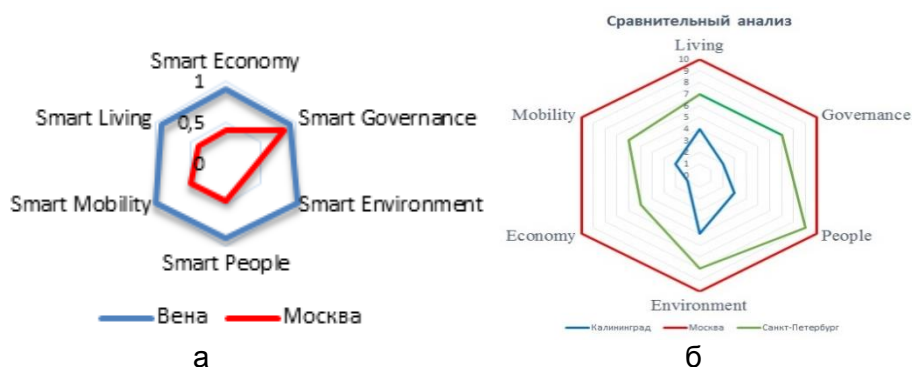 Smart Economy
1
Smart Living
0,5
Smart Governance
0
Smart Mobility
Smart Environment
Smart People
Вена
Москва
а
Сравнительный анализ
Living
10
9
8
7
6
5
4
3
2
1
0
Mobility
Governance
Economy
People
Environment
Калининград
Москва
Санкт-Петербург
б